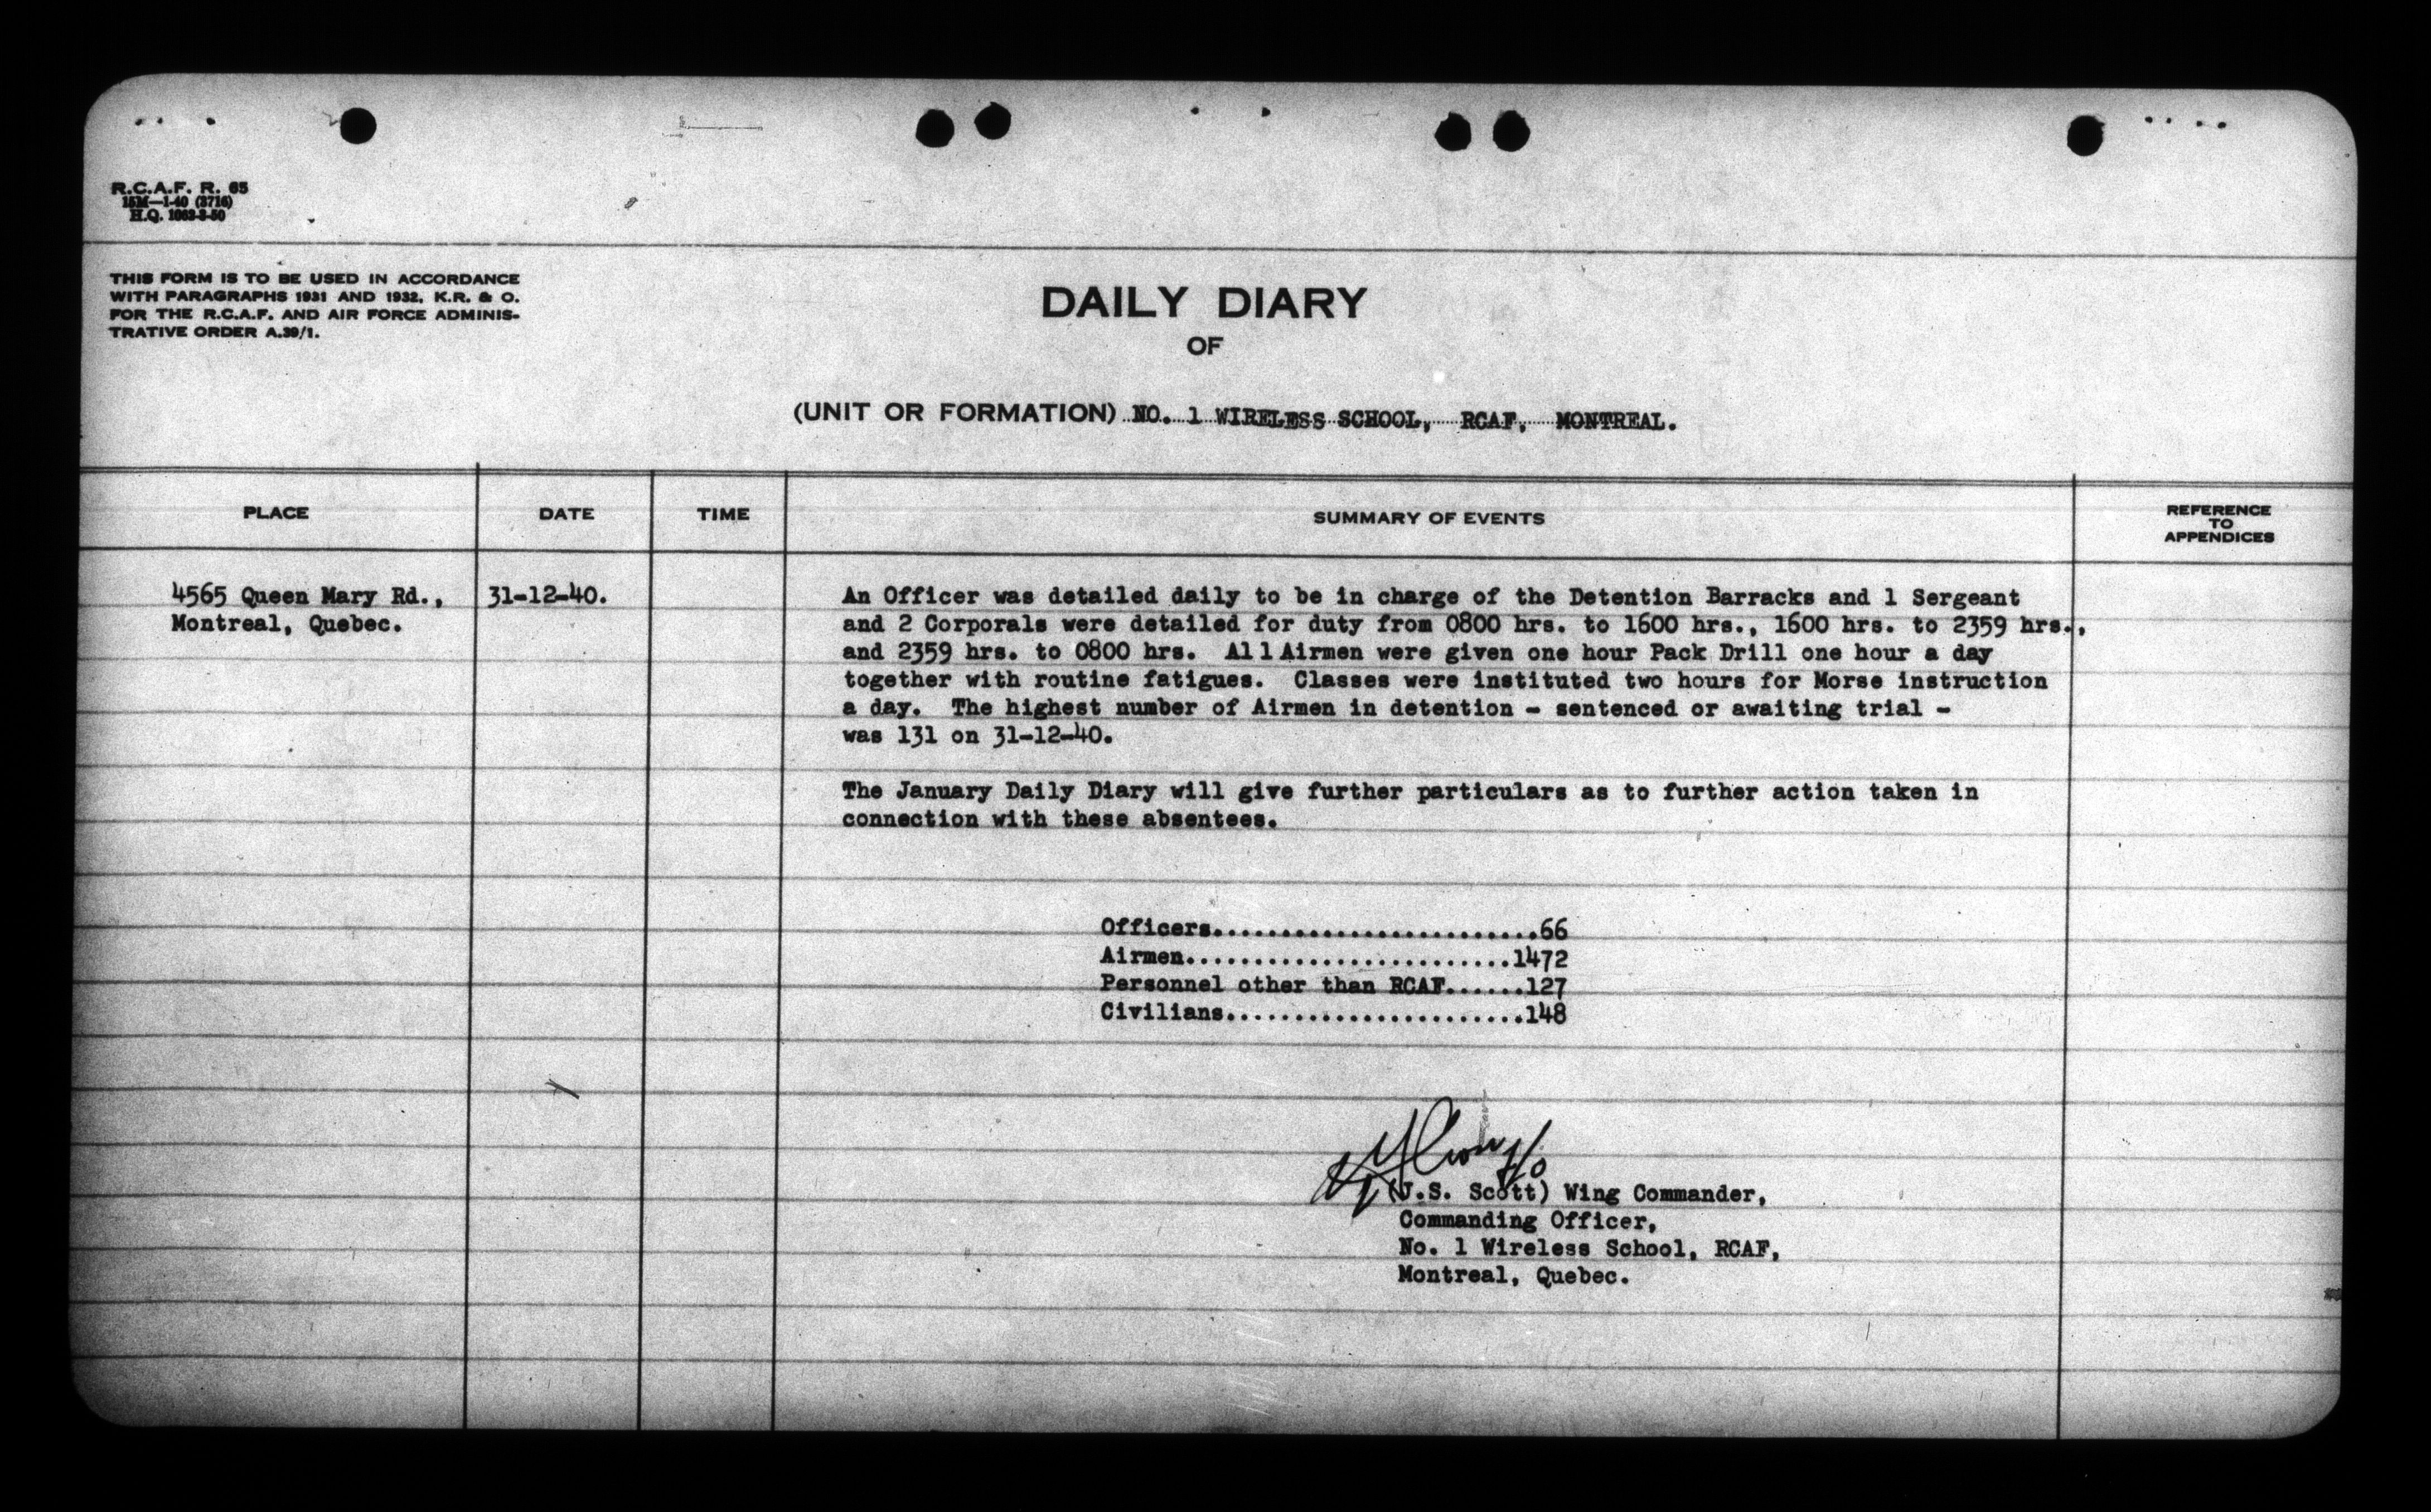 R.C.A.F. R. 65
15M—1-40 (3716)
H.Q. 1062-3-50
THIS FORM IS TO BE USED IN ACCORDANCE
WITH PARAGRAPHS 1931 AND 1932, K.R. & O.
FOR THE R.C.A.F. AND AIR FORCE ADMINIS-
TRATIVE ORDER A.39/1.
DAILY DIARY
OF
(UNIT OR FORMATION) NO. 1 WIRELESS SCHOOL, RCAF, MONTREAL.
PLACE DATE TIME SUMMARY OF EVENTS REFERENCE
TO
APPENDICES
4565 Queen Mary Rd.,
Montreal, Quebec.
31-12-40.
An Officer was detailed daily to be in charge of the Detention Barracks and 1 Sergeant
and 2 Corporals were detailed for duty from 0800 hrs. to 1600 hrs., 1600 hrs. to 2359 hrs.,
and 2359 hrs. to 0800 hrs. All Airmen were given one hour Pack Drill one hour a day
together with routine fatigues. Classes were instituted two hours for Morse instruction
a day. The highest number of Airmen in detention - sentenced or awaiting trial -
was 131 on 31-12-40.
The January Daily Diary will give further particulars as to further action taken in
connection with these absentees.
Officers........................66
Airmen........................1472
Personnel other than RCAF......127
Civilians......................148
(J.S. Scott) Wing Commander,
Commanding Officer,
No. 1 Wireless School, RCAF,
Montreal, Quebec.